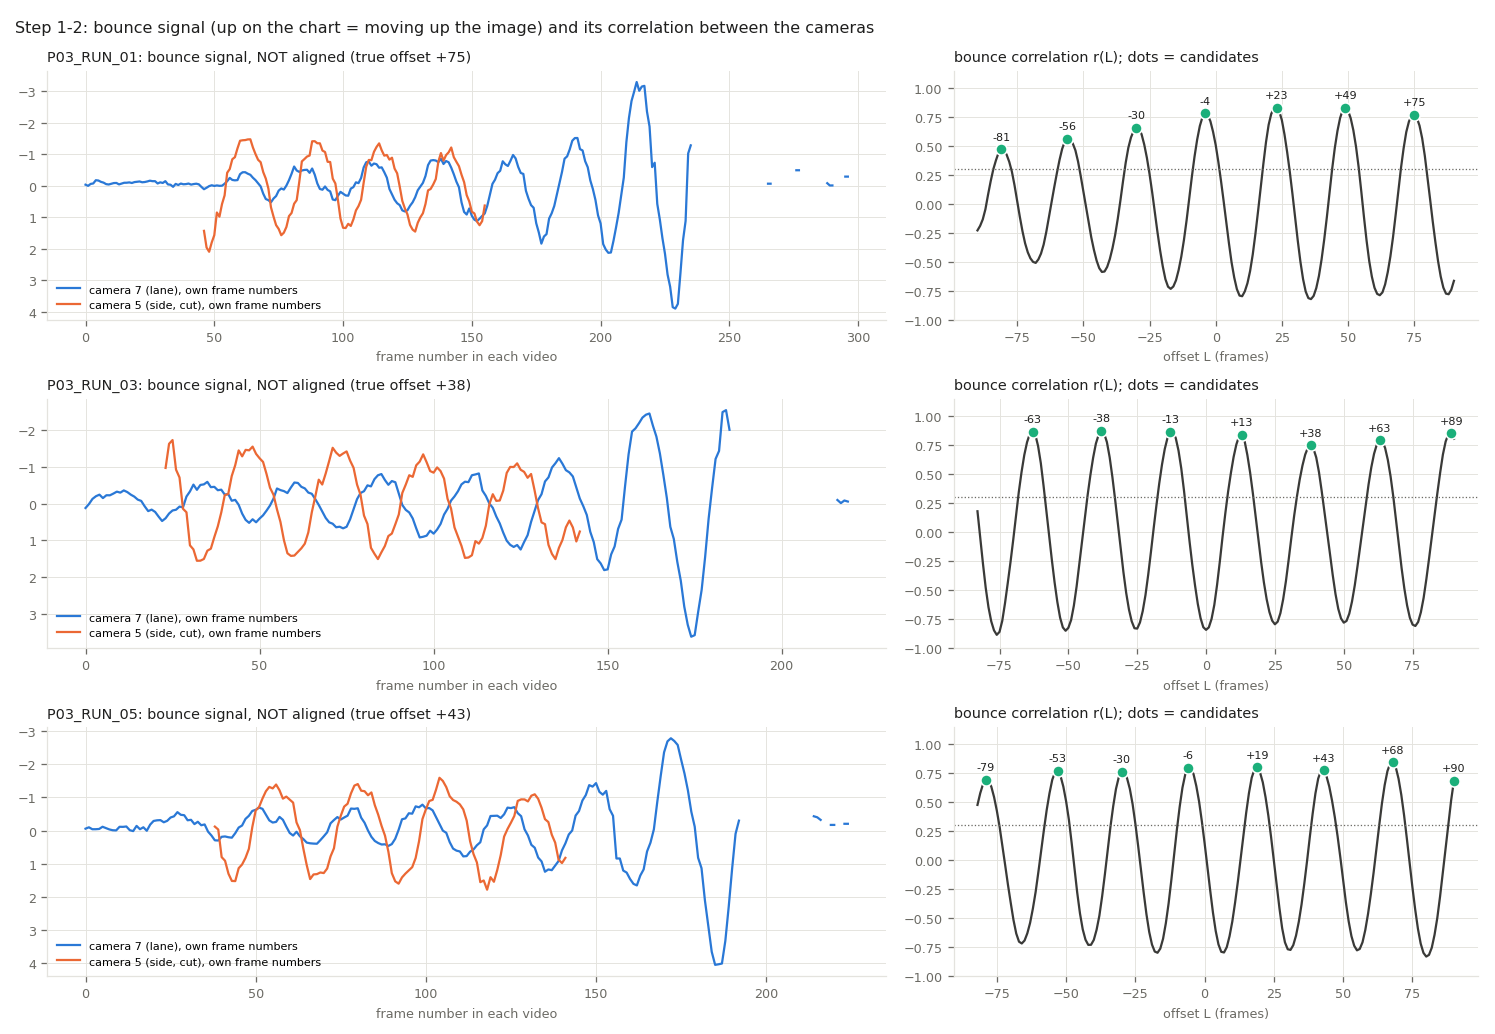 Step 1-2: bounce signal (up on the chart = moving up the image) and its correlation between the cameras
P03_RUN_01: bounce signal, NOT aligned (true offset +75)
−3
−2
−1
0
1
2
3
4
camera 7 (lane), own frame numbers
camera 5 (side, cut), own frame numbers
0 50 100 150 200 250 300
frame number in each video
bounce correlation r(L); dots = candidates
1.00
0.75
0.50
0.25
0.00
−0.25
−0.50
−0.75
−1.00
-81 -56 -30 -4 +23 +49 +75
−75 −50 −25 0 25 50 75
offset L (frames)
P03_RUN_03: bounce signal, NOT aligned (true offset +38)
−2
−1
0
1
2
3
camera 7 (lane), own frame numbers
camera 5 (side, cut), own frame numbers
0 50 100 150 200
frame number in each video
bounce correlation r(L); dots = candidates
1.00
0.75
0.50
0.25
0.00
−0.25
−0.50
−0.75
−1.00
-63 -38 -13 +13 +38 +63 +89
−75 −50 −25 0 25 50 75
offset L (frames)
P03_RUN_05: bounce signal, NOT aligned (true offset +43)
−3
−2
−1
0
1
2
3
4
camera 7 (lane), own frame numbers
camera 5 (side, cut), own frame numbers
0 50 100 150 200
frame number in each video
bounce correlation r(L); dots = candidates
1.00
0.75
0.50
0.25
0.00
−0.25
−0.50
−0.75
−1.00
-79 -53 -30 -6 +19 +43 +68 +90
−75 −50 −25 0 25 50 75
offset L (frames)